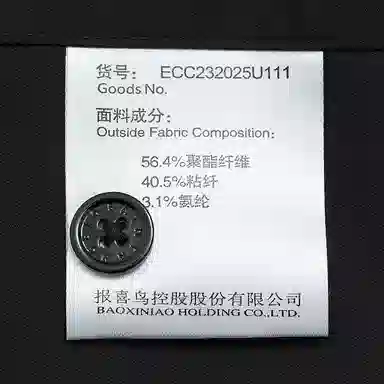 货号： ECC232025U111
Goods No.
面料成分：
Outside Fabric Composition:
56.4%聚酯纤维
40.5%粘纤
3.1%氨纶
报喜鸟控股股份有限公司
BAOXINIAO HOLDING CO.,LTD.